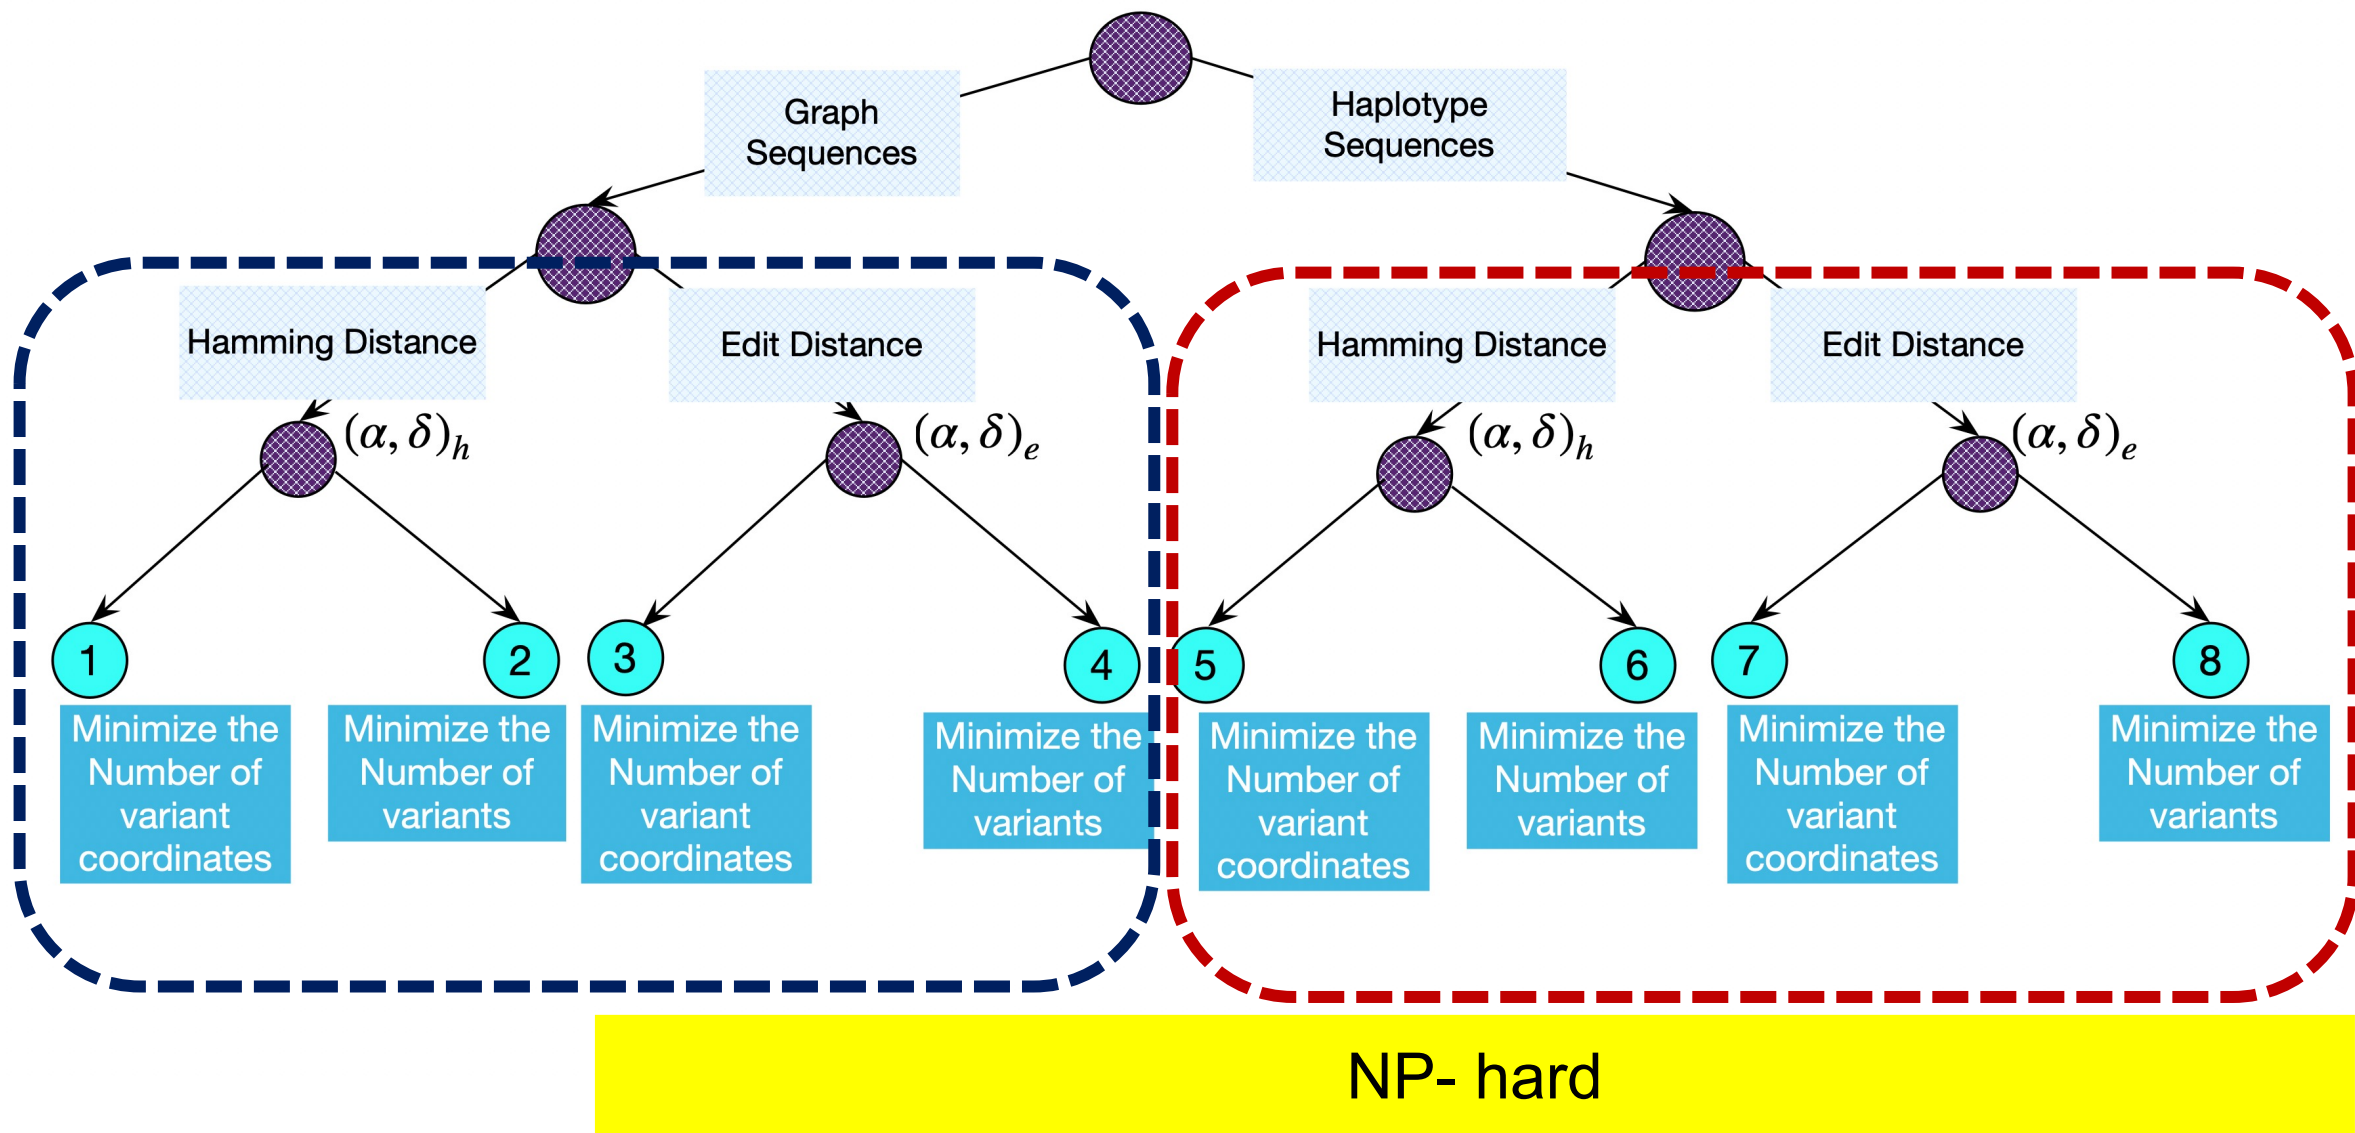 Graph
Sequences
Haplotype
Sequences
Hamming Distance
Edit Distance
Hamming Distance
Edit Distance
(α, δ)ₕ
(α, δ)ₑ
(α, δ)ₕ
(α, δ)ₑ
1
2
3
4
5
6
7
8
Minimize the
Number of
variant
coordinates
Minimize the
Number of
variants
Minimize the
Number of
variant
coordinates
Minimize the
Number of
variants
Minimize the
Number of
variant
coordinates
Minimize the
Number of
variants
Minimize the
Number of
variant
coordinates
Minimize the
Number of
variants
NP- hard